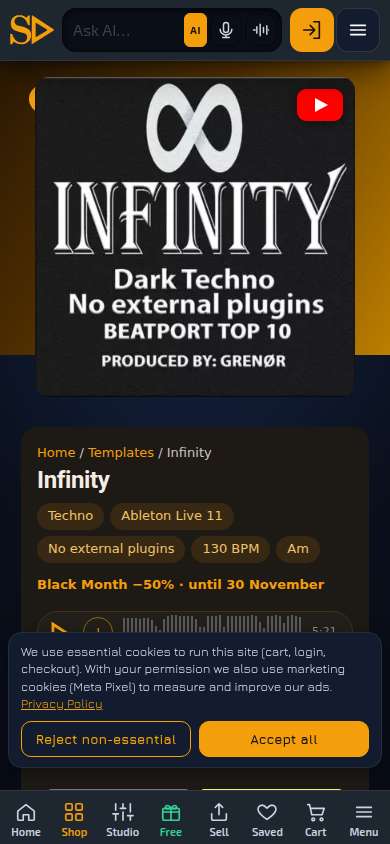 SD
Ask AI...
AI
INFINITY
Dark Techno
No external plugins
BEATPORT TOP 10
PRODUCED BY: GRENØR
Home / Templates / Infinity
Infinity
Techno
Ableton Live 11
No external plugins
130 BPM
Am
Black Month −50% · until 30 November
5:21
We use essential cookies to run this site (cart, login,
checkout). With your permission we also use marketing
cookies (Meta Pixel) to measure and improve our ads.
Privacy Policy
Reject non-essential
Accept all
Home
Shop
Studio
Free
Sell
Saved
Cart
Menu